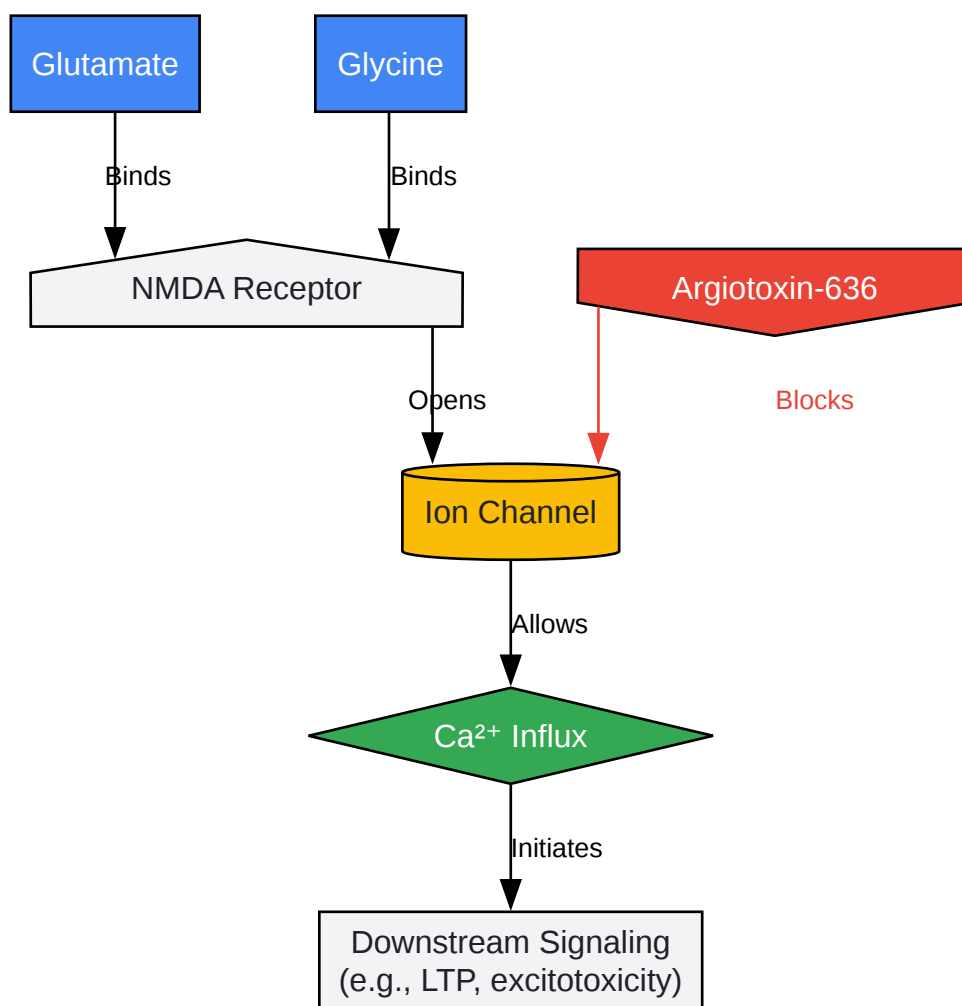 Glutamate
Glycine
Binds
Binds
NMDA Receptor
Argiotoxin-636
Opens
Blocks
Ion Channel
Allows
Ca²⁺ Influx
Initiates
Downstream Signaling
(e.g., LTP, excitotoxicity)